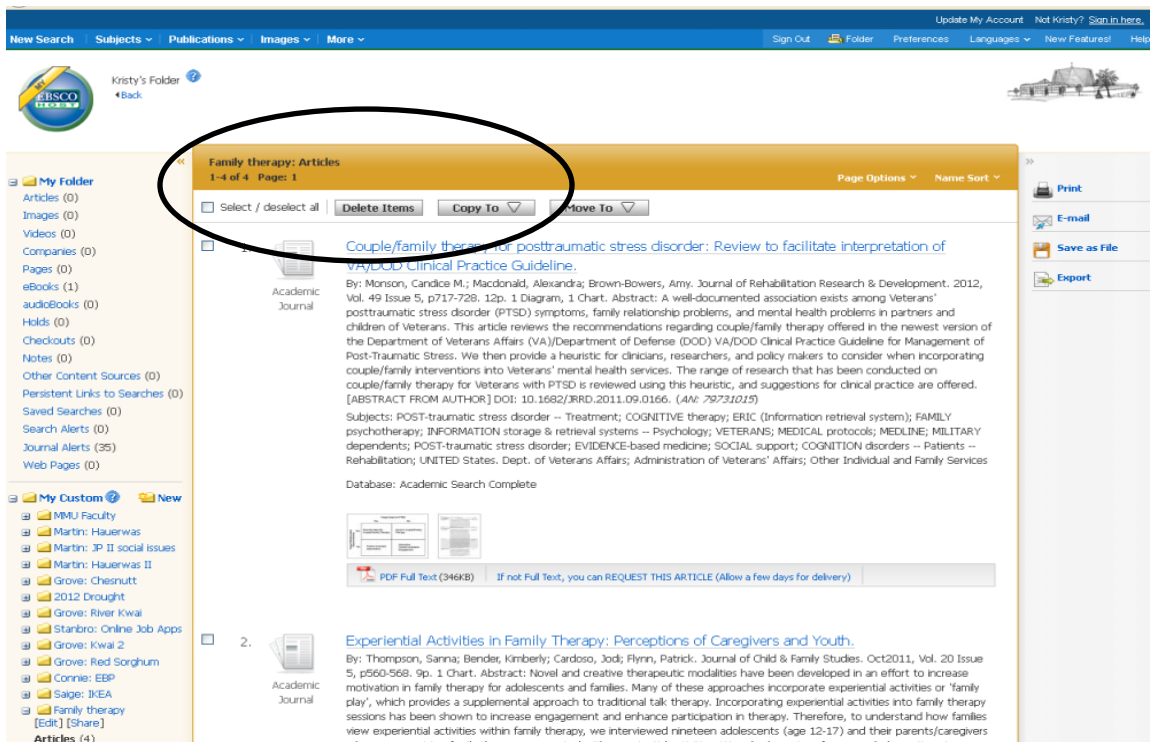 Update My Account Not Kristy? Sign in here.
New Search Subjects Publications Images More
Sign Out Folder Preferences Languages New Features! Help
MY
EBSCO
HOST
Kristy's Folder
Back
My Folder
Articles (0)
Images (0)
Videos (0)
Companies (0)
Pages (0)
eBooks (1)
audioBooks (0)
Holds (0)
Checkouts (0)
Notes (0)
Other Content Sources (0)
Persistent Links to Searches (0)
Saved Searches (0)
Search Alerts (0)
Journal Alerts (35)
Web Pages (0)
My Custom New
MMU Faculty
Martin: Hauerwas
Martin: JP II social issues
Martin: Hauerwas II
Grove: Chesnutt
2012 Drought
Grove: River Kwai
Stanbro: Online Job Apps
Grove: Kwai 2
Grove: Red Sorghum
Connie: EBP
Saige: IKEA
Family therapy
[Edit] [Share]
Articles (4)
Family therapy: Articles
1-4 of 4 Page: 1
Page Options Name Sort
Select / deselect all Delete Items Copy To Move To
1.
Academic
Journal
Couple/family therapy for posttraumatic stress disorder: Review to facilitate interpretation of
VA/DOD Clinical Practice Guideline.
By: Monson, Candice M.; Macdonald, Alexandra; Brown-Bowers, Amy. Journal of Rehabilitation Research & Development. 2012,
Vol. 49 Issue 5, p717-728. 12p. 1 Diagram, 1 Chart. Abstract: A well-documented association exists among Veterans'
posttraumatic stress disorder (PTSD) symptoms, family relationship problems, and mental health problems in partners and
children of Veterans. This article reviews the recommendations regarding couple/family therapy offered in the newest version of
the Department of Veterans Affairs (VA)/Department of Defense (DOD) VA/DOD Clinical Practice Guideline for Management of
Post-Traumatic Stress. We then provide a heuristic for clinicians, researchers, and policy makers to consider when incorporating
couple/family interventions into Veterans' mental health services. The range of research that has been conducted on
couple/family therapy for Veterans with PTSD is reviewed using this heuristic, and suggestions for clinical practice are offered.
[ABSTRACT FROM AUTHOR] DOI: 10.1682/JRRD.2011.09.0166. (AN: 79731015)
Subjects: POST-traumatic stress disorder -- Treatment; COGNITIVE therapy; ERIC (Information retrieval system); FAMILY
psychotherapy; INFORMATION storage & retrieval systems -- Psychology; VETERANS; MEDICAL protocols; MEDLINE; MILITARY
dependents; POST-traumatic stress disorder; EVIDENCE-based medicine; SOCIAL support; COGNITION disorders -- Patients --
Rehabilitation; UNITED States. Dept. of Veterans Affairs; Administration of Veterans' Affairs; Other Individual and Family Services
Database: Academic Search Complete
PDF Full Text (346KB) If not Full Text, you can REQUEST THIS ARTICLE (Allow a few days for delivery)
2.
Academic
Journal
Experiential Activities in Family Therapy: Perceptions of Caregivers and Youth.
By: Thompson, Sanna; Bender, Kimberly; Cardoso, Jodi; Flynn, Patrick. Journal of Child & Family Studies. Oct2011, Vol. 20 Issue
5, p560-568. 9p. 1 Chart. Abstract: Novel and creative therapeutic modalities have been developed in an effort to increase
motivation in family therapy for adolescents and families. Many of these approaches incorporate experiential activities or 'family
play', which provides a supplemental approach to traditional talk therapy. Incorporating experiential activities into family therapy
sessions has been shown to increase engagement and enhance participation in therapy. Therefore, to understand how families
view experiential activities within family therapy, we interviewed nineteen adolescents (age 12-17) and their parents/caregivers
Print
E-mail
Save as File
Export